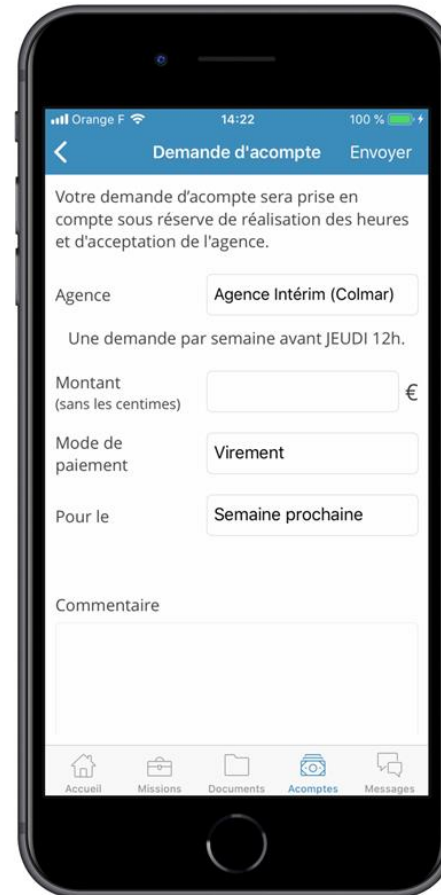 Orange F 14:22 100 %
Demande d'acompte Envoyer
Votre demande d'acompte sera prise en
compte sous réserve de réalisation des heures
et d'acceptation de l'agence.
Agence Agence Intérim (Colmar)
Une demande par semaine avant JEUDI 12h.
Montant
(sans les centimes) €
Mode de
paiement Virement
Pour le Semaine prochaine
Commentaire
Accueil Missions Documents Acomptes Messages